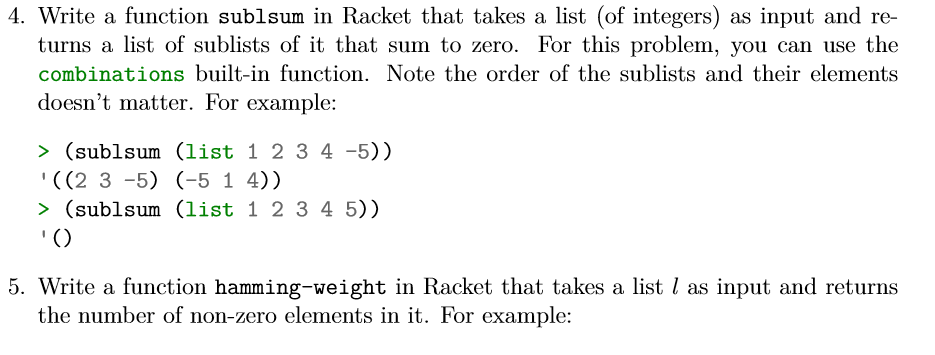 4. Write a function sublsum in Racket that takes a list (of integers) as input and re-
turns a list of sublists of it that sum to zero. For this problem, you can use the
combinations built-in function. Note the order of the sublists and their elements
doesn't matter. For example:
> (sublsum (list 1 2 3 4 -5))
'((2 3 -5) (-5 1 4))
> (sublsum (list 1 2 3 4 5))
'()
5. Write a function hamming-weight in Racket that takes a list l as input and returns
the number of non-zero elements in it. For example: